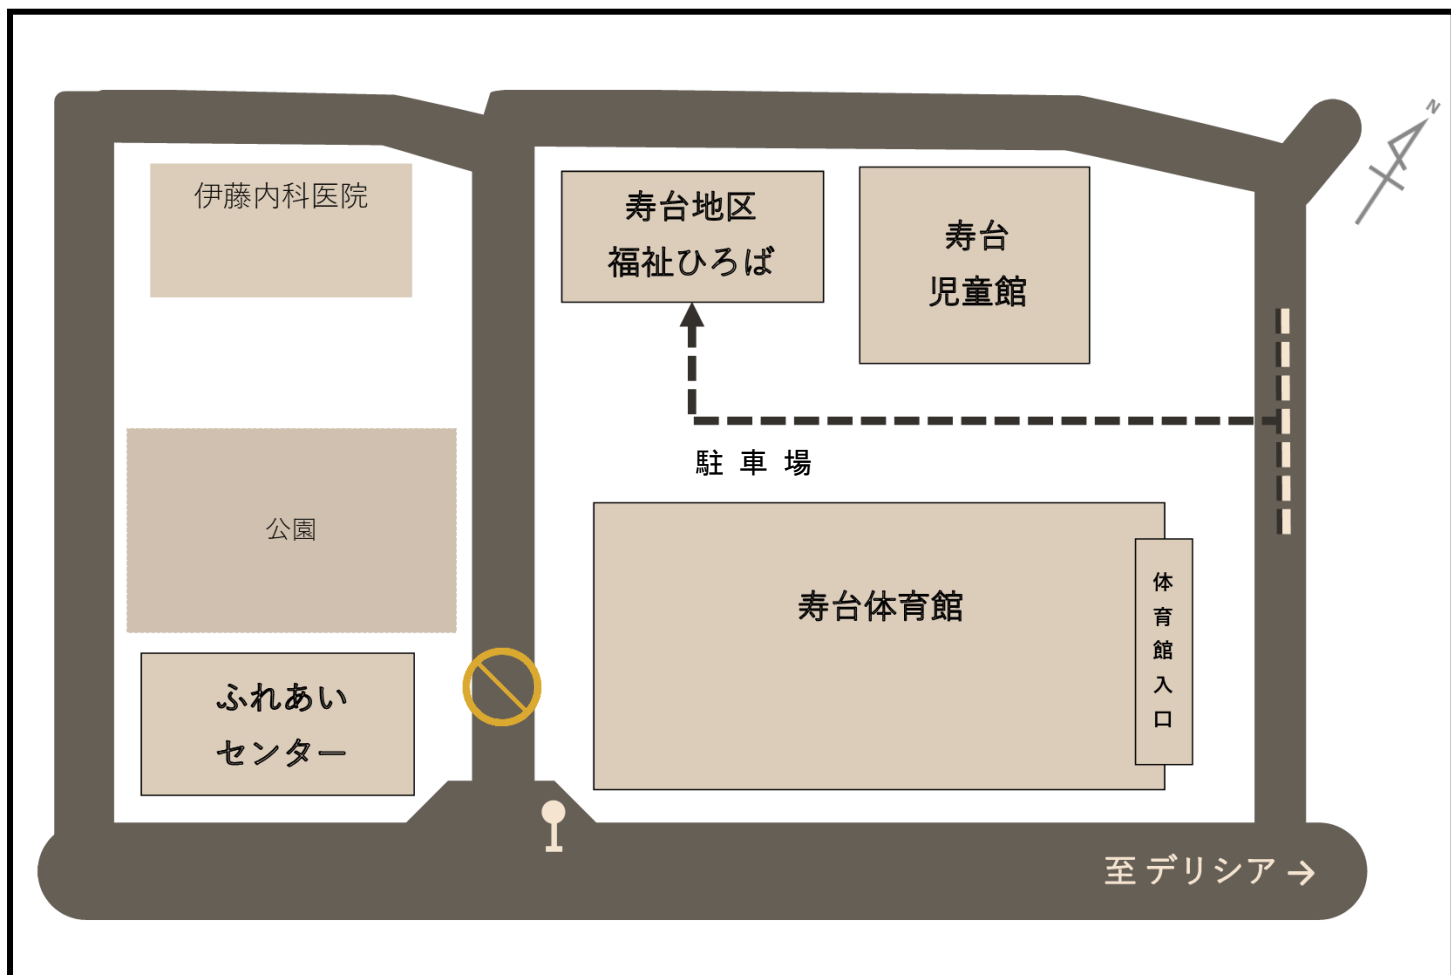 N
伊藤内科医院
寿台地区
福祉ひろば
寿台
児童館
駐車場
公園
寿台体育館
体育館入口
ふれあい
センター
至 デリシア →